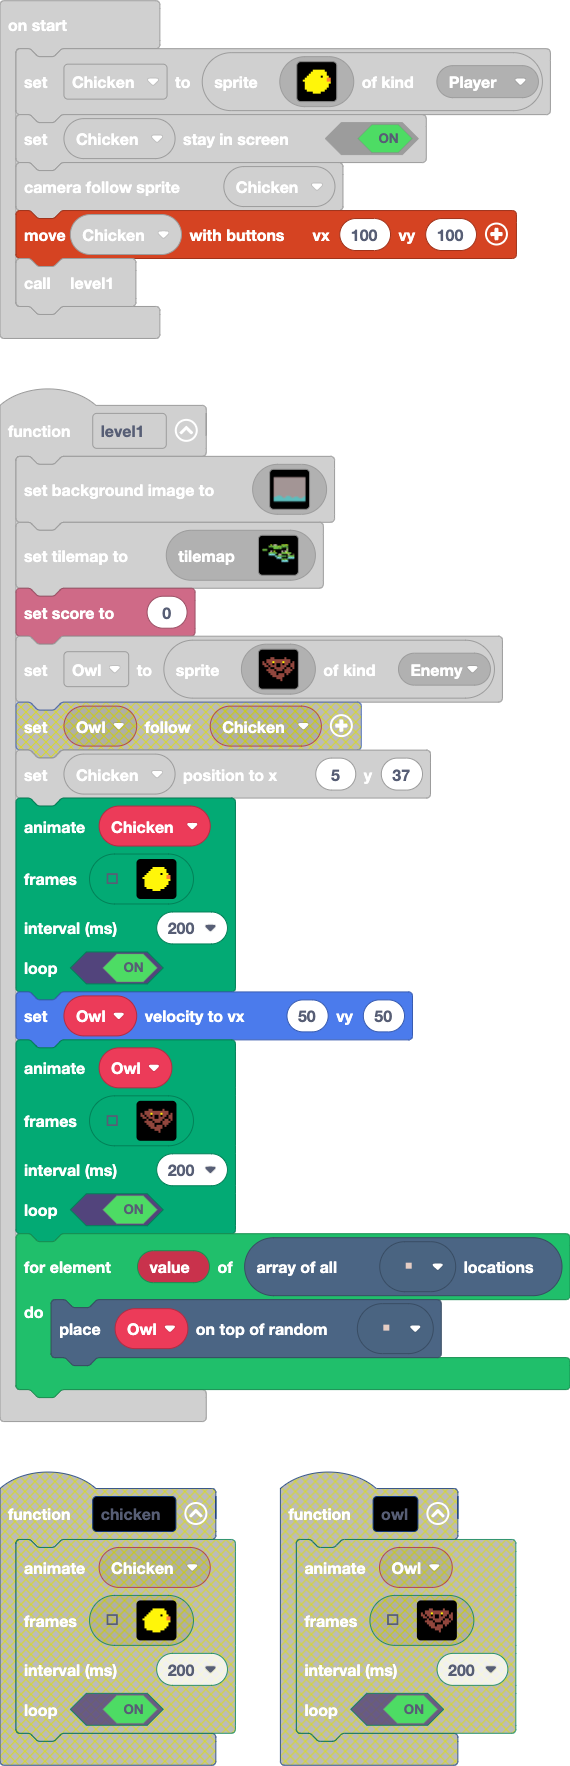 on start
set Chicken to sprite of kind Player
set Chicken stay in screen ON
camera follow sprite Chicken
move Chicken with buttons vx 100 vy 100
call level1
function level1
set background image to
set tilemap to tilemap
set score to 0
set Owl to sprite of kind Enemy
set Owl follow Chicken
set Chicken position to x 5 y 37
animate Chicken
frames
interval (ms) 200
loop ON
set Owl velocity to vx 50 vy 50
animate Owl
frames
interval (ms) 200
loop ON
for element value of array of all locations
do
place Owl on top of random
function chicken
animate Chicken
frames
interval (ms) 200
loop ON
function owl
animate Owl
frames
interval (ms) 200
loop ON